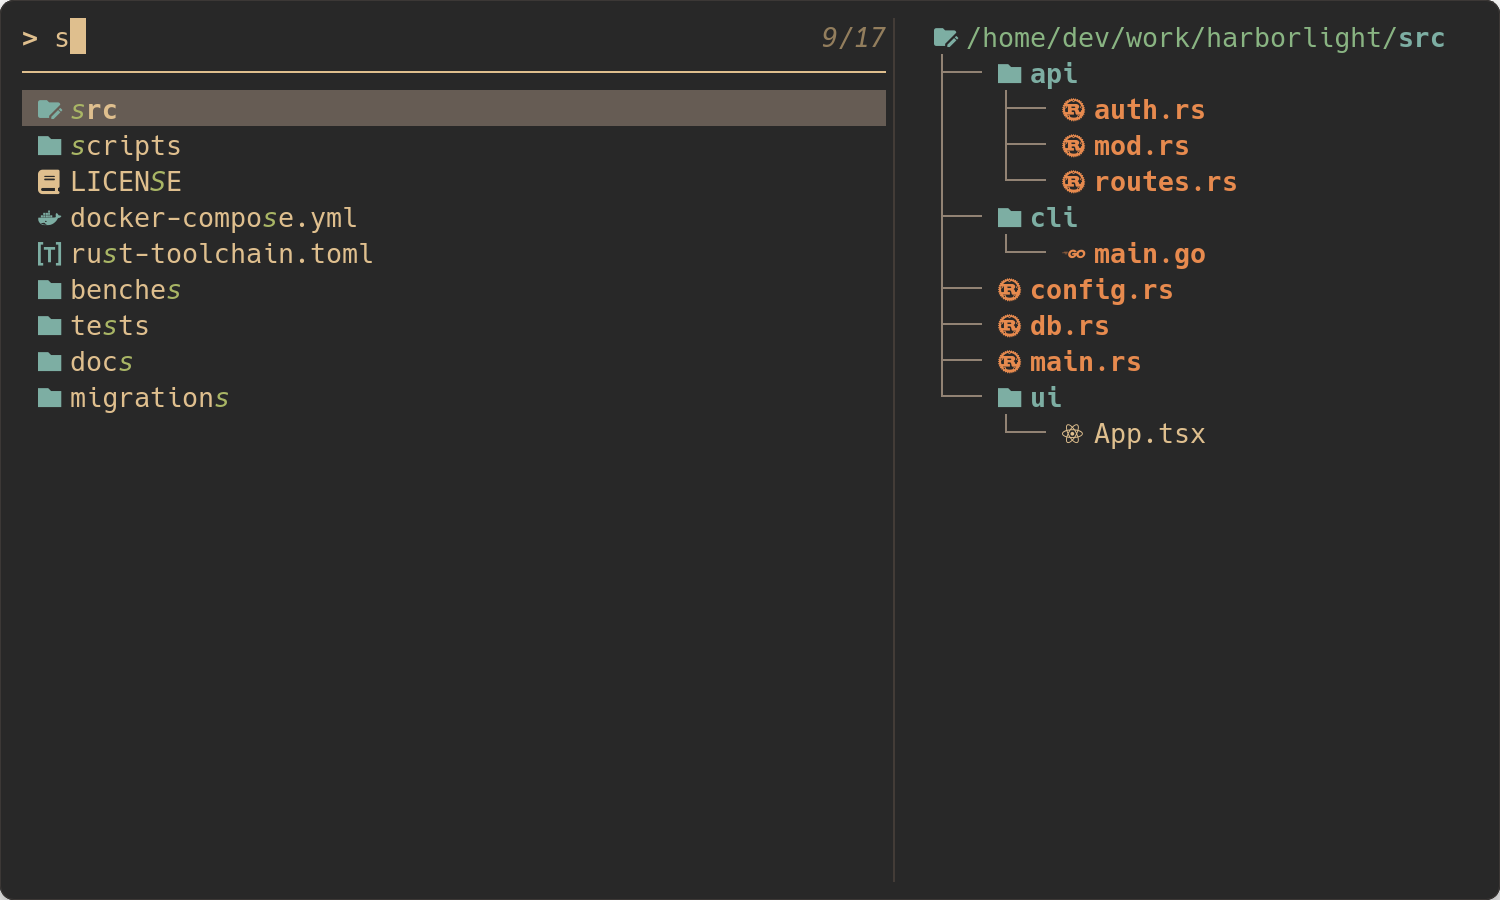 > s 9/17
src
scripts
LICENSE
docker-compose.yml
[T] rust-toolchain.toml
benches
tests
docs
migrations
/home/dev/work/harborlight/src
api
auth.rs
mod.rs
routes.rs
cli
GO main.go
config.rs
db.rs
main.rs
ui
App.tsx